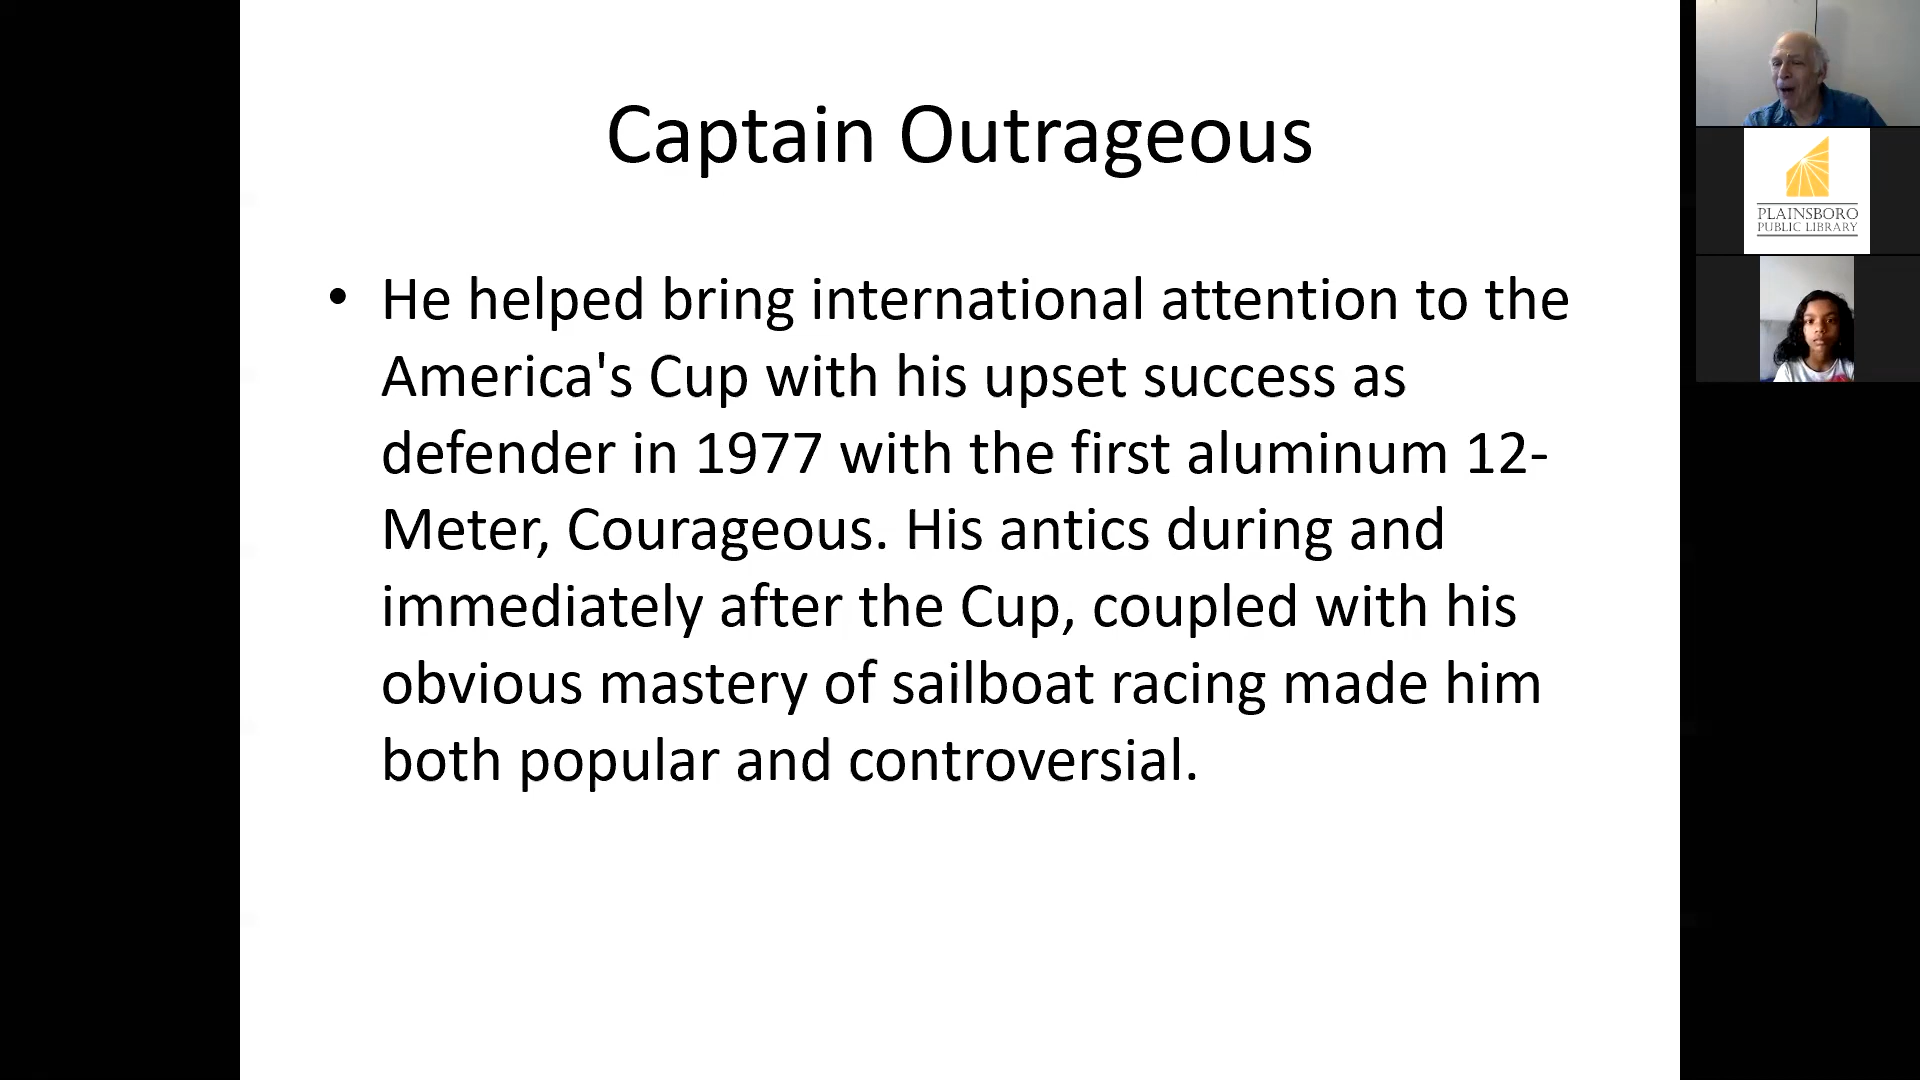 Captain Outrageous
• He helped bring international attention to the
America's Cup with his upset success as
defender in 1977 with the first aluminum 12-
Meter, Courageous. His antics during and
immediately after the Cup, coupled with his
obvious mastery of sailboat racing made him
both popular and controversial.
PLAINSBORO
PUBLIC LIBRARY